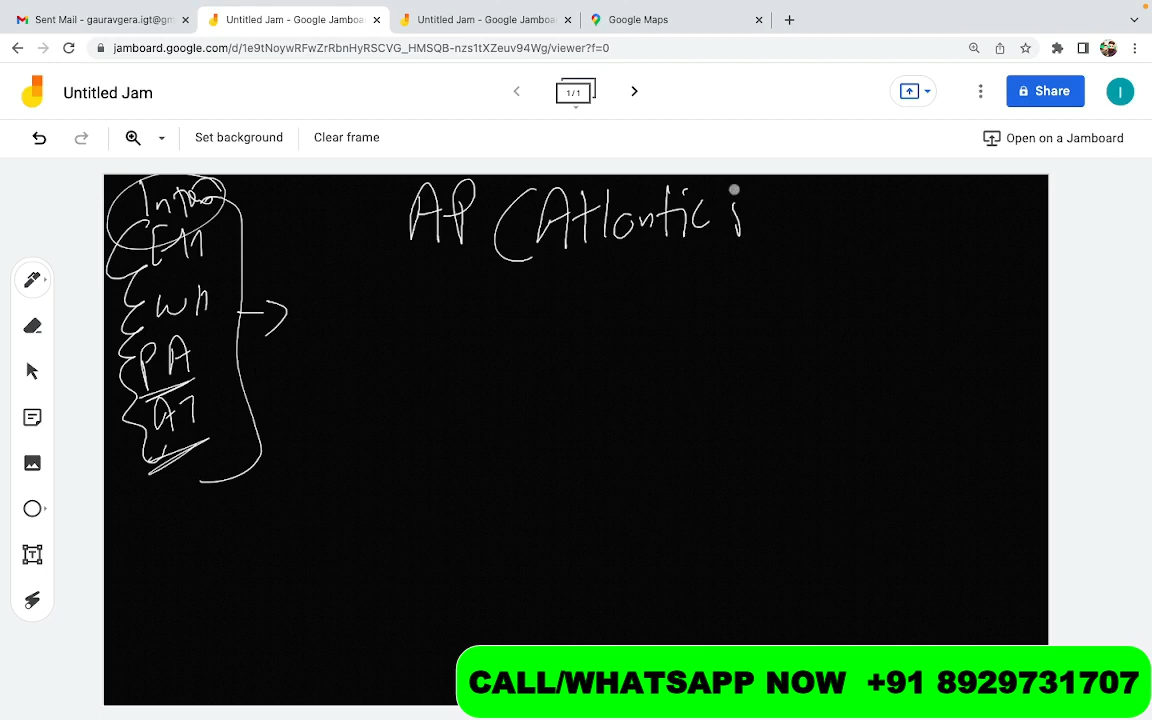 Sent Mail - gauravgera.igt@gm
Untitled Jam - Google Jamboa
Untitled Jam - Google Jamboa
Google Maps
jamboard.google.com/d/1e9tNoywRFwZrRbnHyRSCVG_HMSQB-nzs1tXZeuv94Wg/viewer?f=0
Untitled Jam
1/1
Share
I
Set background
Clear frame
Open on a Jamboard
AP (Atlantic i
Intro
wh
PA
CALL/WHATSAPP NOW +91 8929731707